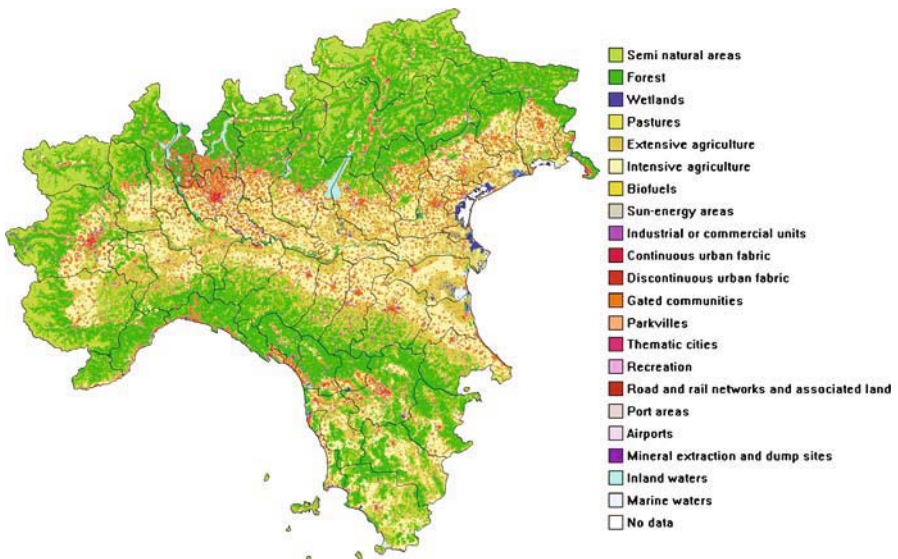 Semi natural areas
Forest
Wetlands
Pastures
Extensive agriculture
Intensive agriculture
Biofuels
Sun-energy areas
Industrial or commercial units
Continuous urban fabric
Discontinuous urban fabric
Gated communities
Parkvilles
Thematic cities
Recreation
Road and rail networks and associated land
Port areas
Airports
Mineral extraction and dump sites
Inland waters
Marine waters
No data